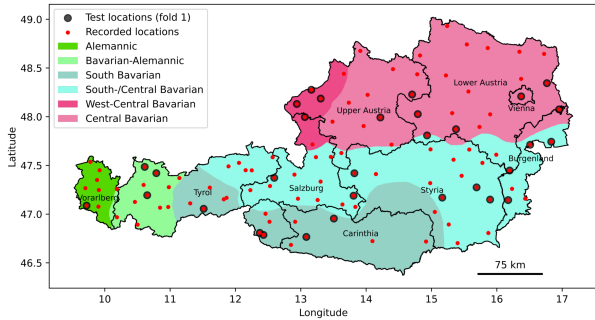 49.0
48.5
48.0
47.5
47.0
46.5
Latitude
Test locations (fold 1)
Recorded locations
Alemannic
Bavarian-Alemannic
South Bavarian
South-/Central Bavarian
West-Central Bavarian
Central Bavarian
Lower Austria
Vienna
Upper Austria
Burgenland
Vorarlberg
Tyrol
Salzburg
Styria
Carinthia
75 km
10
11
12
13
14
15
16
17
Longitude